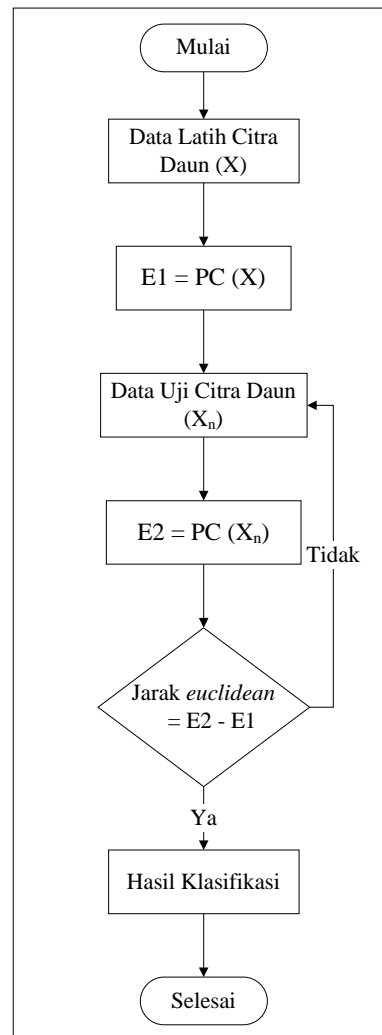 Mulai
Data Latih Citra
Daun (X)
E1 = PC (X)
Data Uji Citra Daun
(Xₙ)
E2 = PC (Xₙ)
Tidak
Jarak euclidean
= E2 - E1
Ya
Hasil Klasifikasi
Selesai